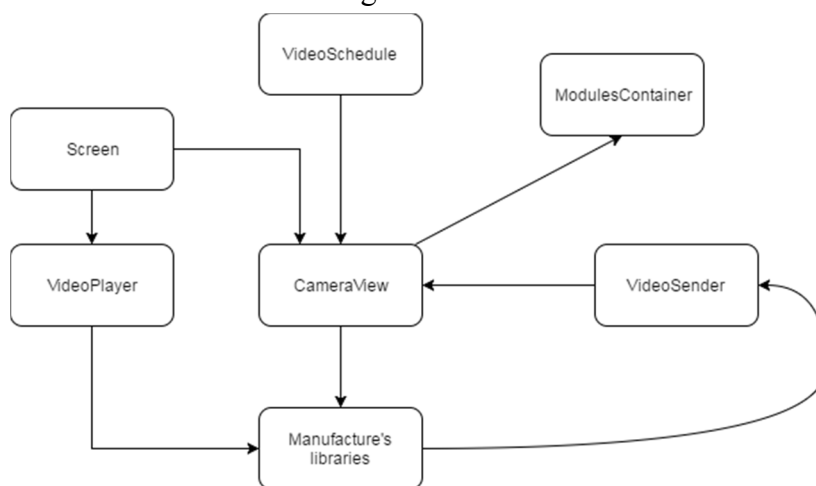 VideoSchedule
ModulesContainer
Screen
VideoPlayer
CameraView
VideoSender
Manufacture's
libraries